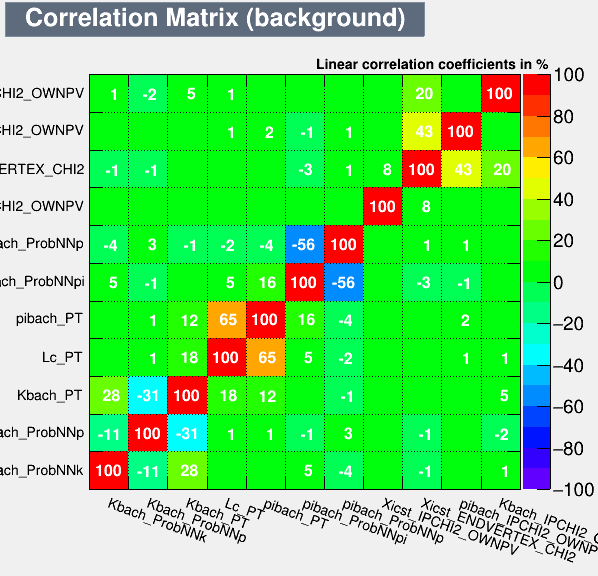 Correlation Matrix (background)
Linear correlation coefficients in %
CHI2_OWNPV 1 -2 5 1 20 100
CHI2_OWNPV 1 2 -1 1 43 100
ERTEX_CHI2 -1 -1 -3 1 8 100 43 20
CHI2_OWNPV 100 8
ach_ProbNNp -4 3 -1 -2 -4 -56 100 1 1
ach_ProbNNpi 5 -1 5 16 100 -56 -3 -1
pibach_PT 1 12 65 100 16 -4 2
Lc_PT 1 18 100 65 5 -2 1 1
Kbach_PT 28 -31 100 18 12 -1 5
ach_ProbNNp -11 100 -31 1 1 -1 3 -1 -2
ach_ProbNNk 100 -11 28 5 -4 -1 1
100
80
60
40
20
0
−20
−40
−60
−80
−100
Kbach_ProbNNk
Kbach_ProbNNp
Kbach_PT
Lc_PT
pibach_PT
pibach_ProbNNpi
pibach_ProbNNp
Xicst_IPCHI2_OWNPV
Xicst_ENDVERTEX_CHI2
pibach_IPCHI2_OWNP
Kbach_IPCHI2_